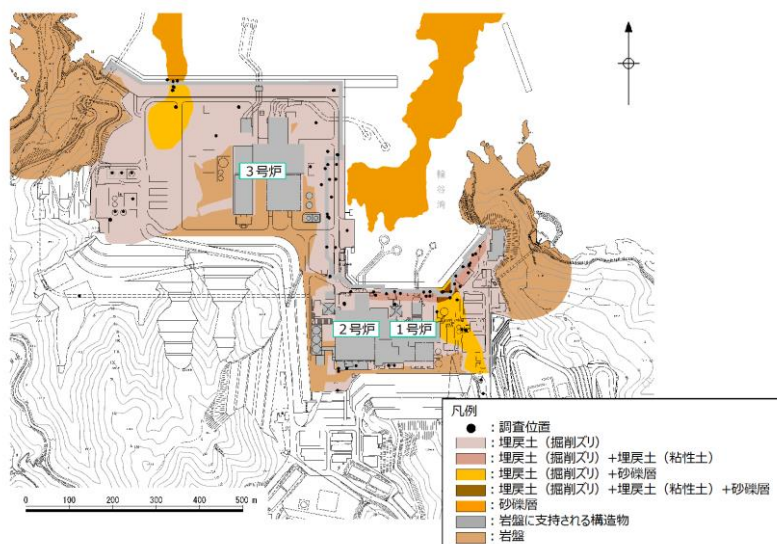 3号炉
輪谷湾
2号炉
1号炉
凡例
● : 調査位置
: 埋戻土（掘削ズリ）
: 埋戻土（掘削ズリ）+埋戻土（粘性土）
: 埋戻土（掘削ズリ）+砂礫層
: 埋戻土（掘削ズリ）+埋戻土（粘性土）+砂礫層
: 砂礫層
: 岩盤に支持される構造物
: 岩盤
0 100 200 300 400 500 m